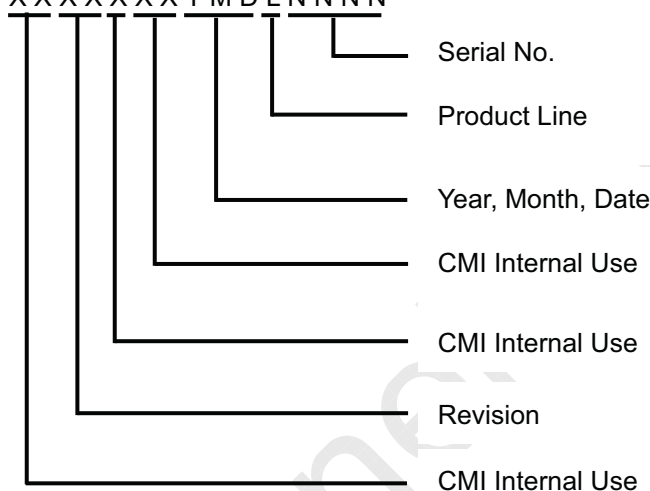 X X X X X X X Y M D L N N N N
Serial No.
Product Line
Year, Month, Date
CMI Internal Use
CMI Internal Use
Revision
CMI Internal Use